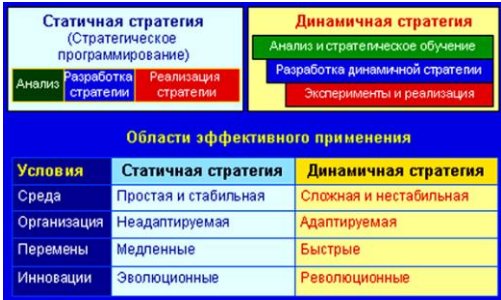 Статичная стратегия
(Стратегическое
программирование)
Анализ
Разработка
стратегии
Реализация
стратегии
Динамичная стратегия
Анализ и стратегическое обучение
Разработка динамичной стратегии
Эксперименты и реализация
Области эффективного применения
Условия Статичная стратегия Динамичная стратегия
Среда Простая и стабильная Сложная и нестабильная
Организация Неадаптируемая Адаптируемая
Перемены Медленные Быстрые
Инновации Эволюционные Революционные